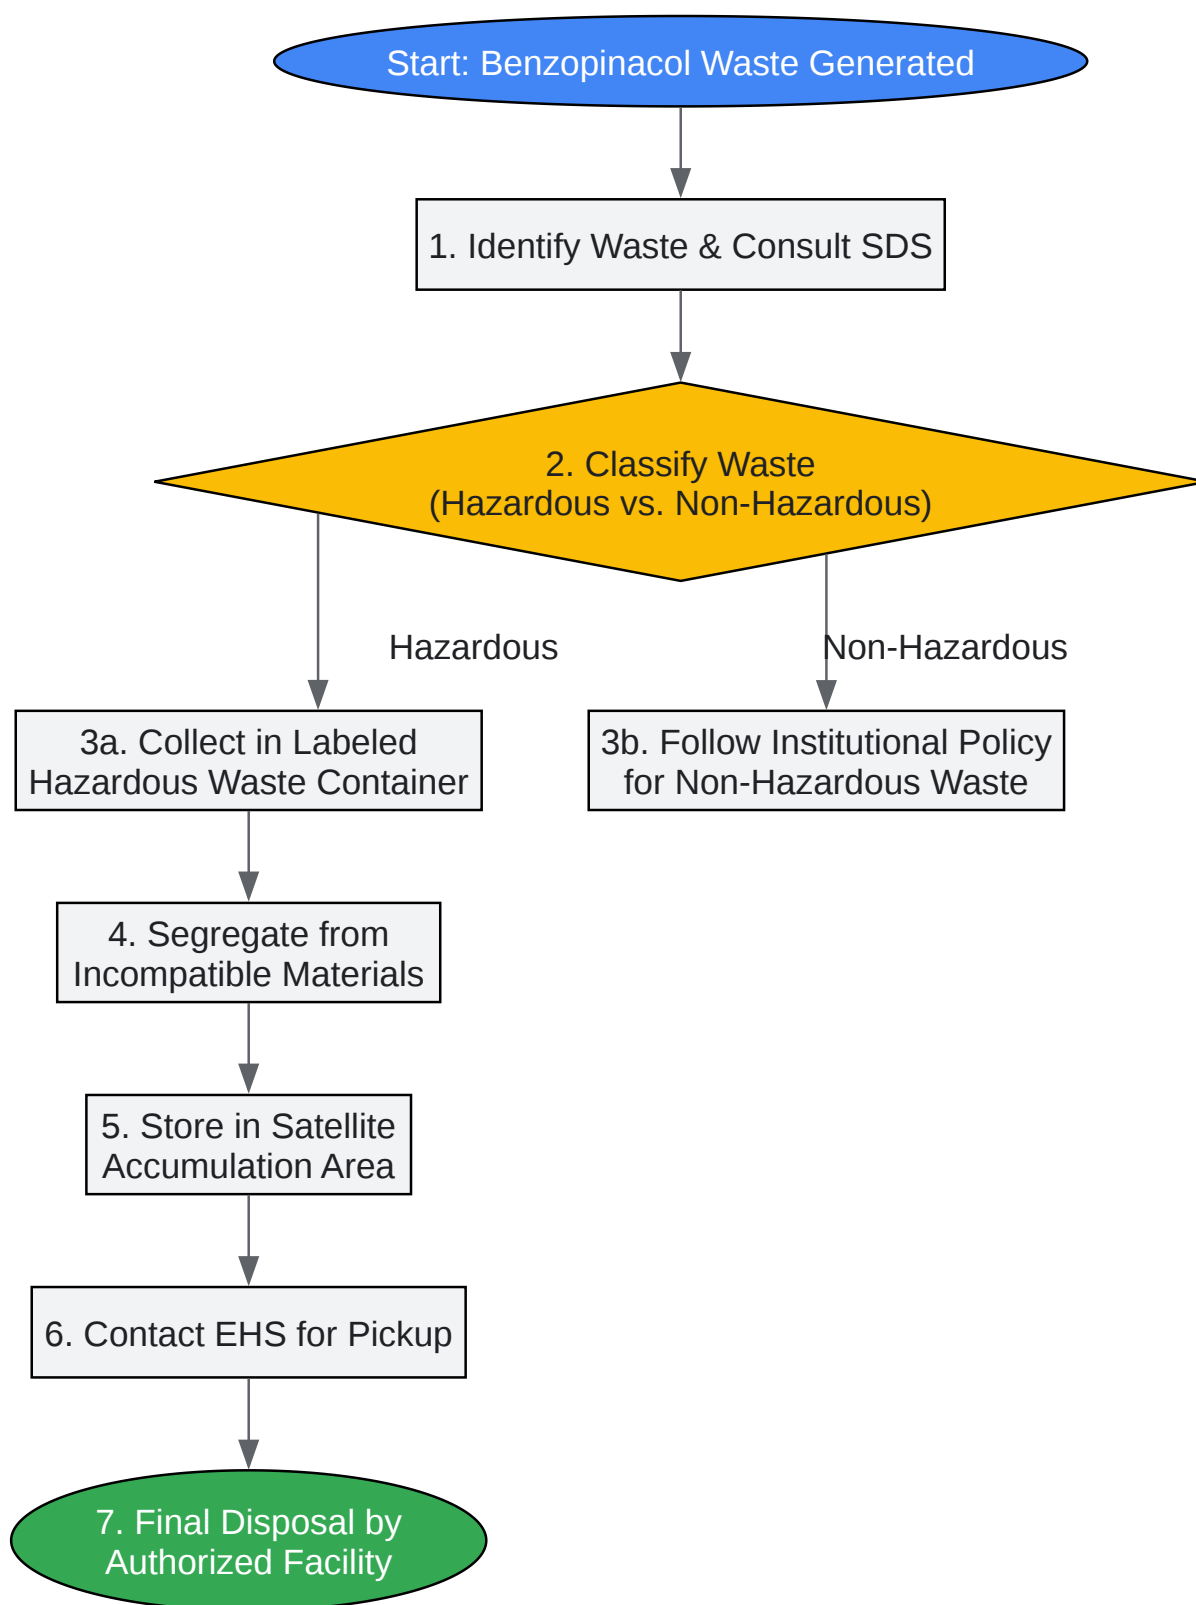 Start: Benzopinacol Waste Generated
1. Identify Waste & Consult SDS
2. Classify Waste
(Hazardous vs. Non-Hazardous)
Hazardous
Non-Hazardous
3a. Collect in Labeled
Hazardous Waste Container
3b. Follow Institutional Policy
for Non-Hazardous Waste
4. Segregate from
Incompatible Materials
5. Store in Satellite
Accumulation Area
6. Contact EHS for Pickup
7. Final Disposal by
Authorized Facility